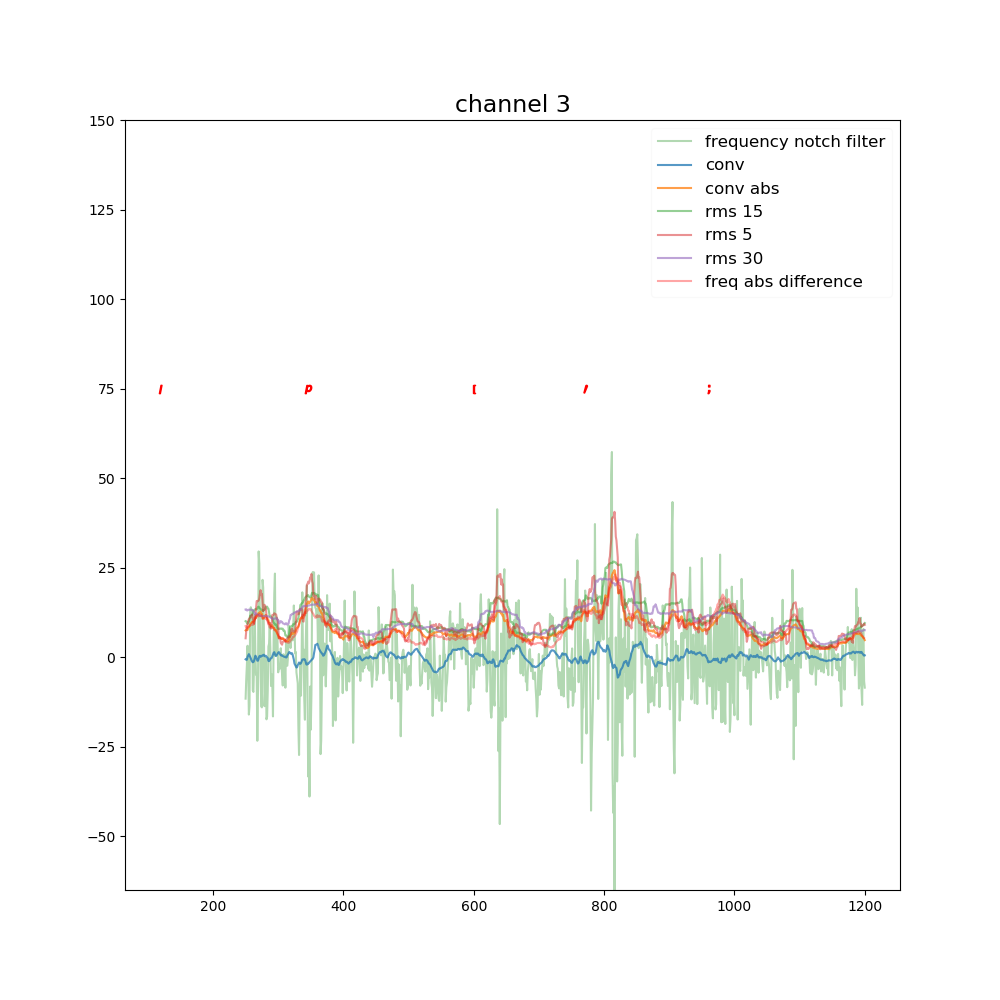 channel 3
150
125
100
75
50
25
0
−25
−50
200
400
600
800
1000
1200
frequency notch filter
conv
conv abs
rms 15
rms 5
rms 30
freq abs difference
p
[
/
;